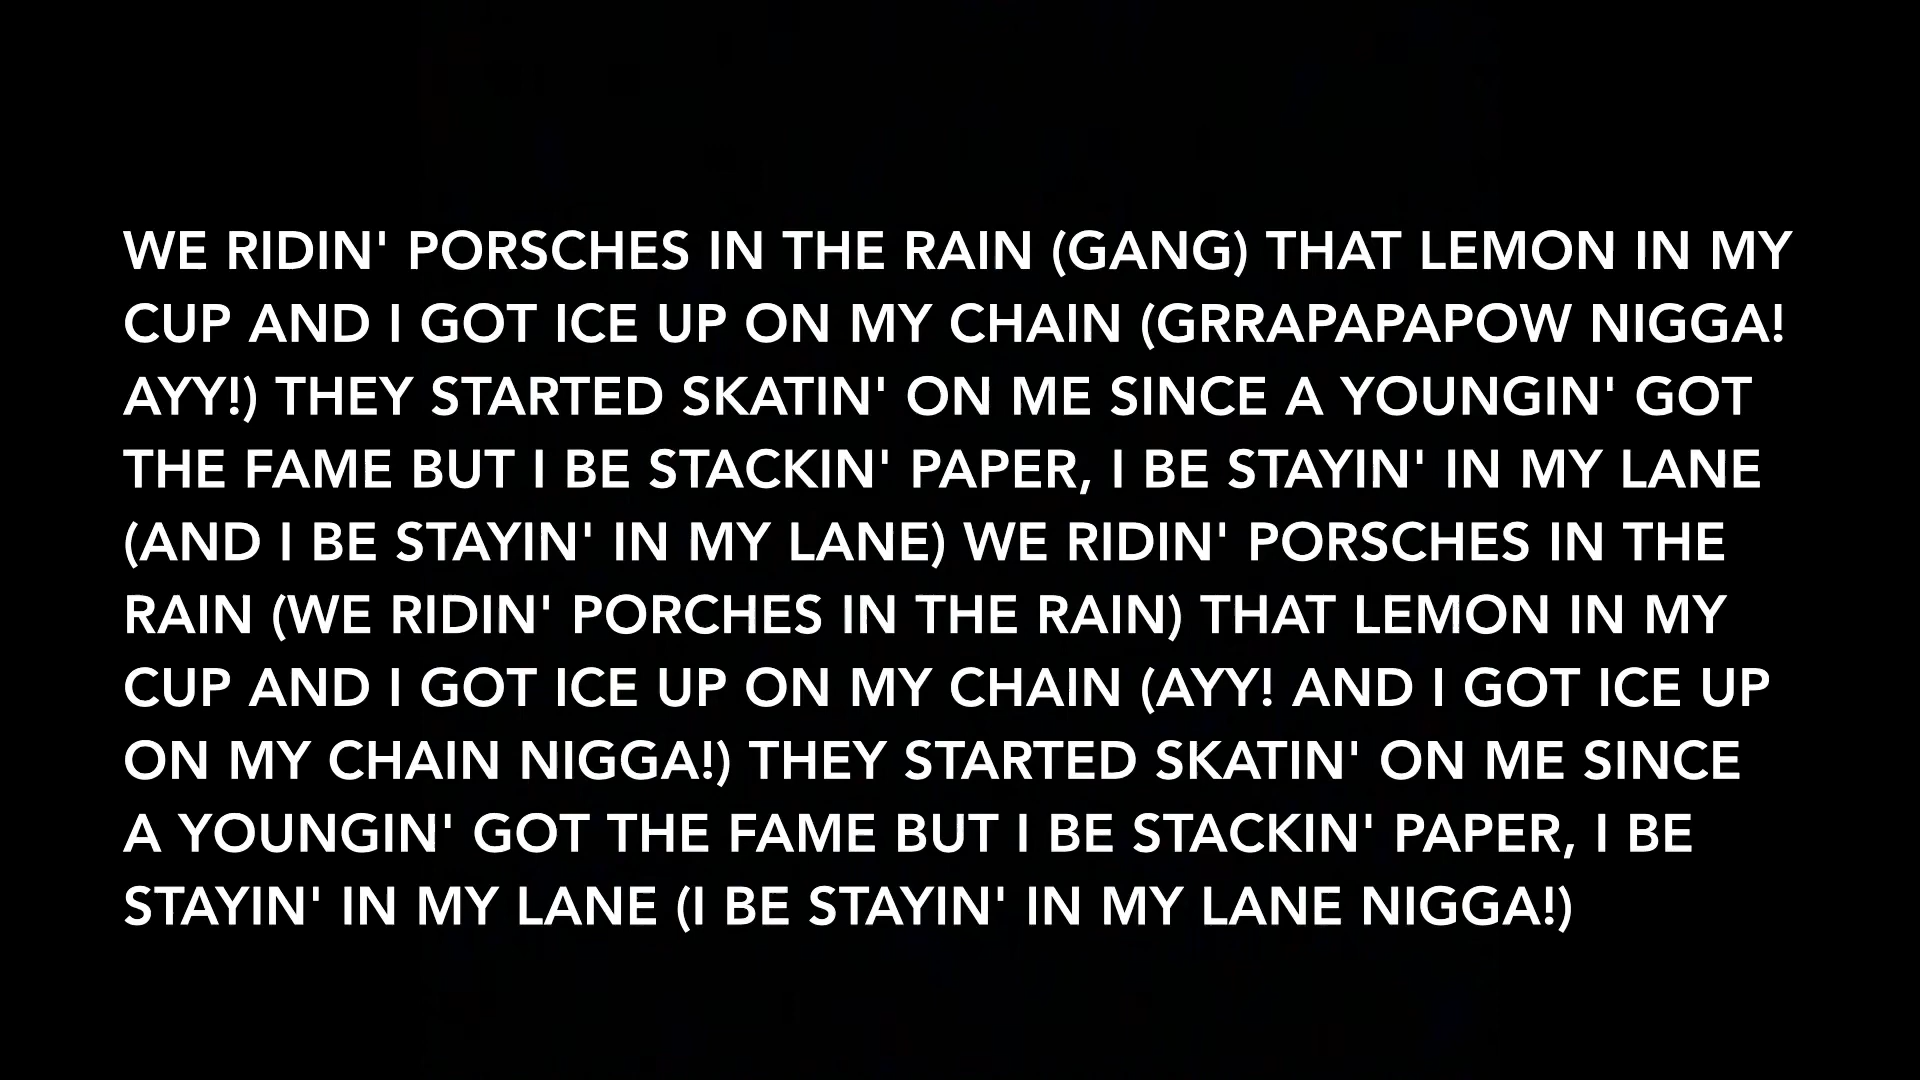 WE RIDIN' PORSCHES IN THE RAIN (GANG) THAT LEMON IN MY
CUP AND I GOT ICE UP ON MY CHAIN (GRRAPAPAPOW NIGGA!
AYY!) THEY STARTED SKATIN' ON ME SINCE A YOUNGIN' GOT
THE FAME BUT I BE STACKIN' PAPER, I BE STAYIN' IN MY LANE
(AND I BE STAYIN' IN MY LANE) WE RIDIN' PORSCHES IN THE
RAIN (WE RIDIN' PORCHES IN THE RAIN) THAT LEMON IN MY
CUP AND I GOT ICE UP ON MY CHAIN (AYY! AND I GOT ICE UP
ON MY CHAIN NIGGA!) THEY STARTED SKATIN' ON ME SINCE
A YOUNGIN' GOT THE FAME BUT I BE STACKIN' PAPER, I BE
STAYIN' IN MY LANE (I BE STAYIN' IN MY LANE NIGGA!)